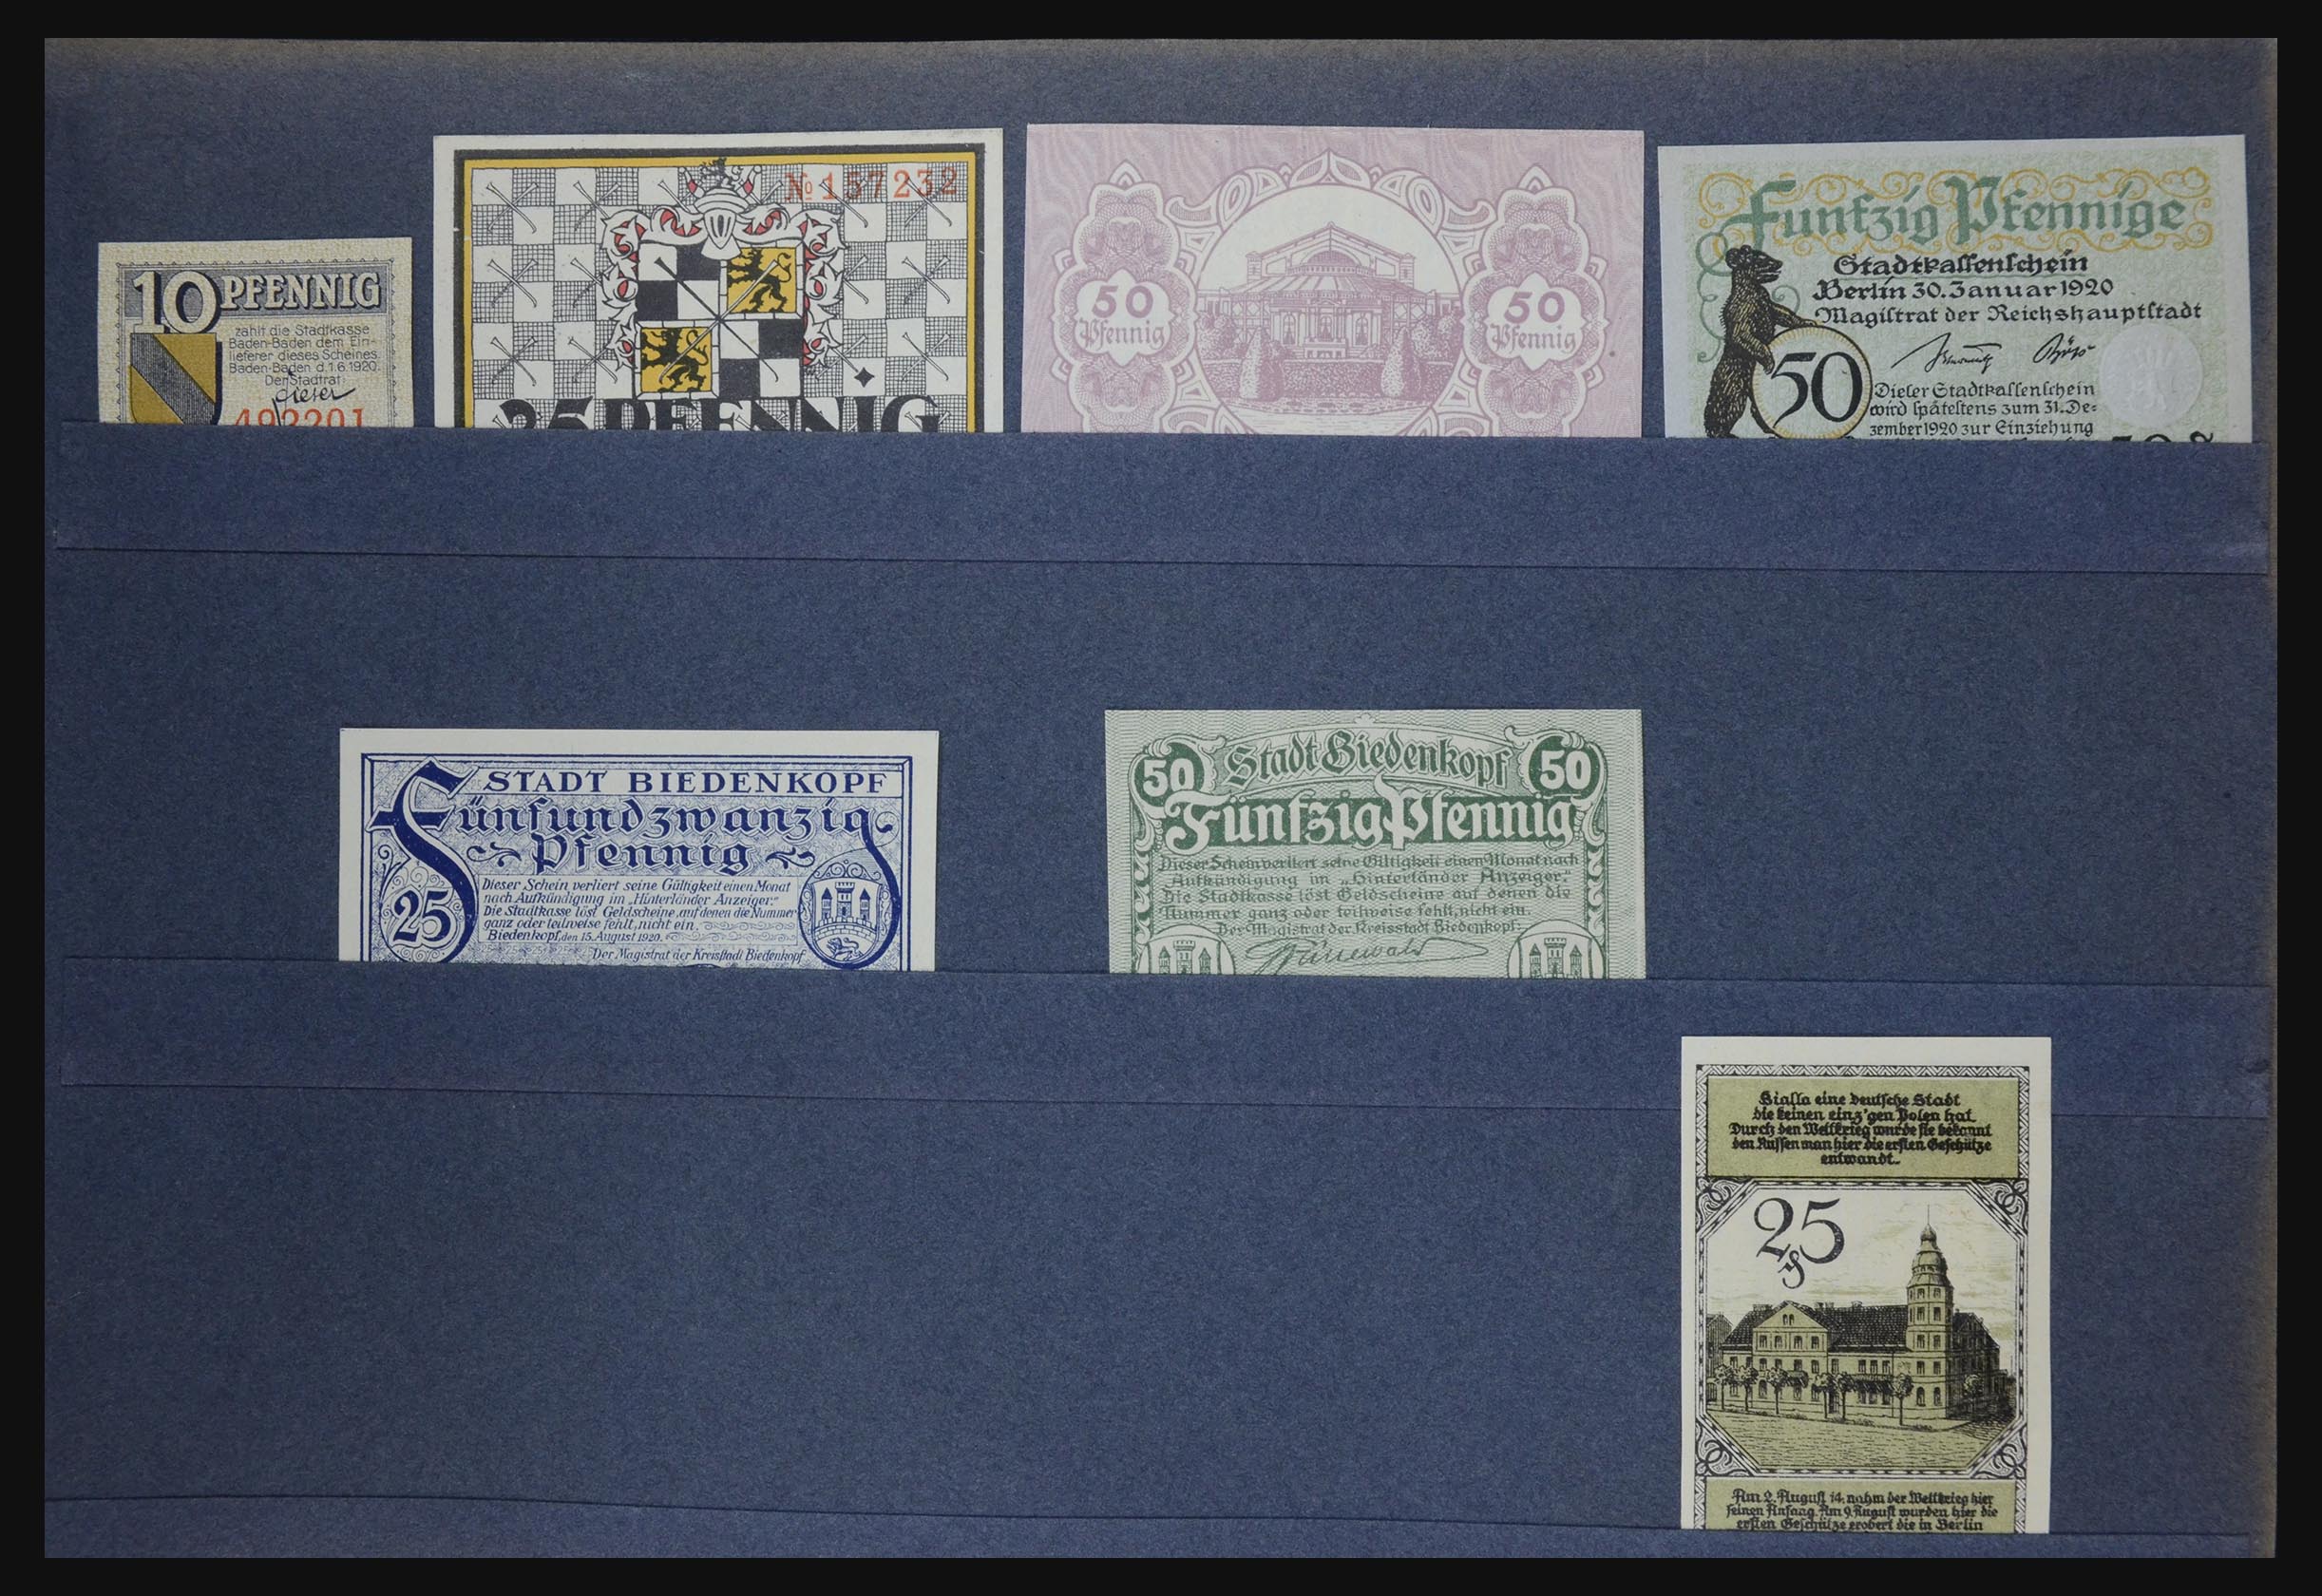 10 PFENNIG
zahlt die Stadtkasse
Baden-Baden dem Ein-
lieferer dieses Scheines.
Baden-Baden d.1.6.1920.
Der Stadtrat:
Fieser
492201
No 157232
25 PFENNIG
50
Pfennig
50
Pfennig
Funfzig Pfennige
Stadtkassenschein
Berlin 30. Januar 1920
Magistrat der Reichshauptstadt
50
Dieser Stadtkassenschein
wird spätestens zum 31. De=
zember 1920 zur Einziehung
STADT BIEDENKOPF
Fünfundzwanzig
Pfennig
25
Dieser Schein verliert seine Gültigkeit einen Monat
nach Aufkündigung im „Hinterländer Anzeiger."
Die Stadtkasse löst Geldscheine, auf denen die Nummer
ganz oder teilweise fehlt, nicht ein.
Biedenkopf, den 15. August 1920.
Der Magistrat der Kreisstadt Biedenkopf
50 Stadt Biedenkopf 50
Fünfzig Pfennig
Dieser Schein verliert seine Giltigkeit einen Monat nach
Aufkündigung im „Hinterländer Anzeiger."
Die Stadtkasse löst Geldscheine auf denen die
Nummer ganz oder teilweise fehlt, nicht ein.
Der Magistrat der Kreisstadt Biedenkopf:
Grünewald
Bialla eine deutsche Stadt
die keinen einz'gen Polen hat
Durch den Weltkrieg wurde sie bekannt
den Russen man hier die ersten Geschütze
entwandt.
25
₰
Am 2. August 14. nahm der Weltkrieg hier
seinen Anfang. Am 9. August wurden hier die
ersten Geschütze erobert die in Berlin